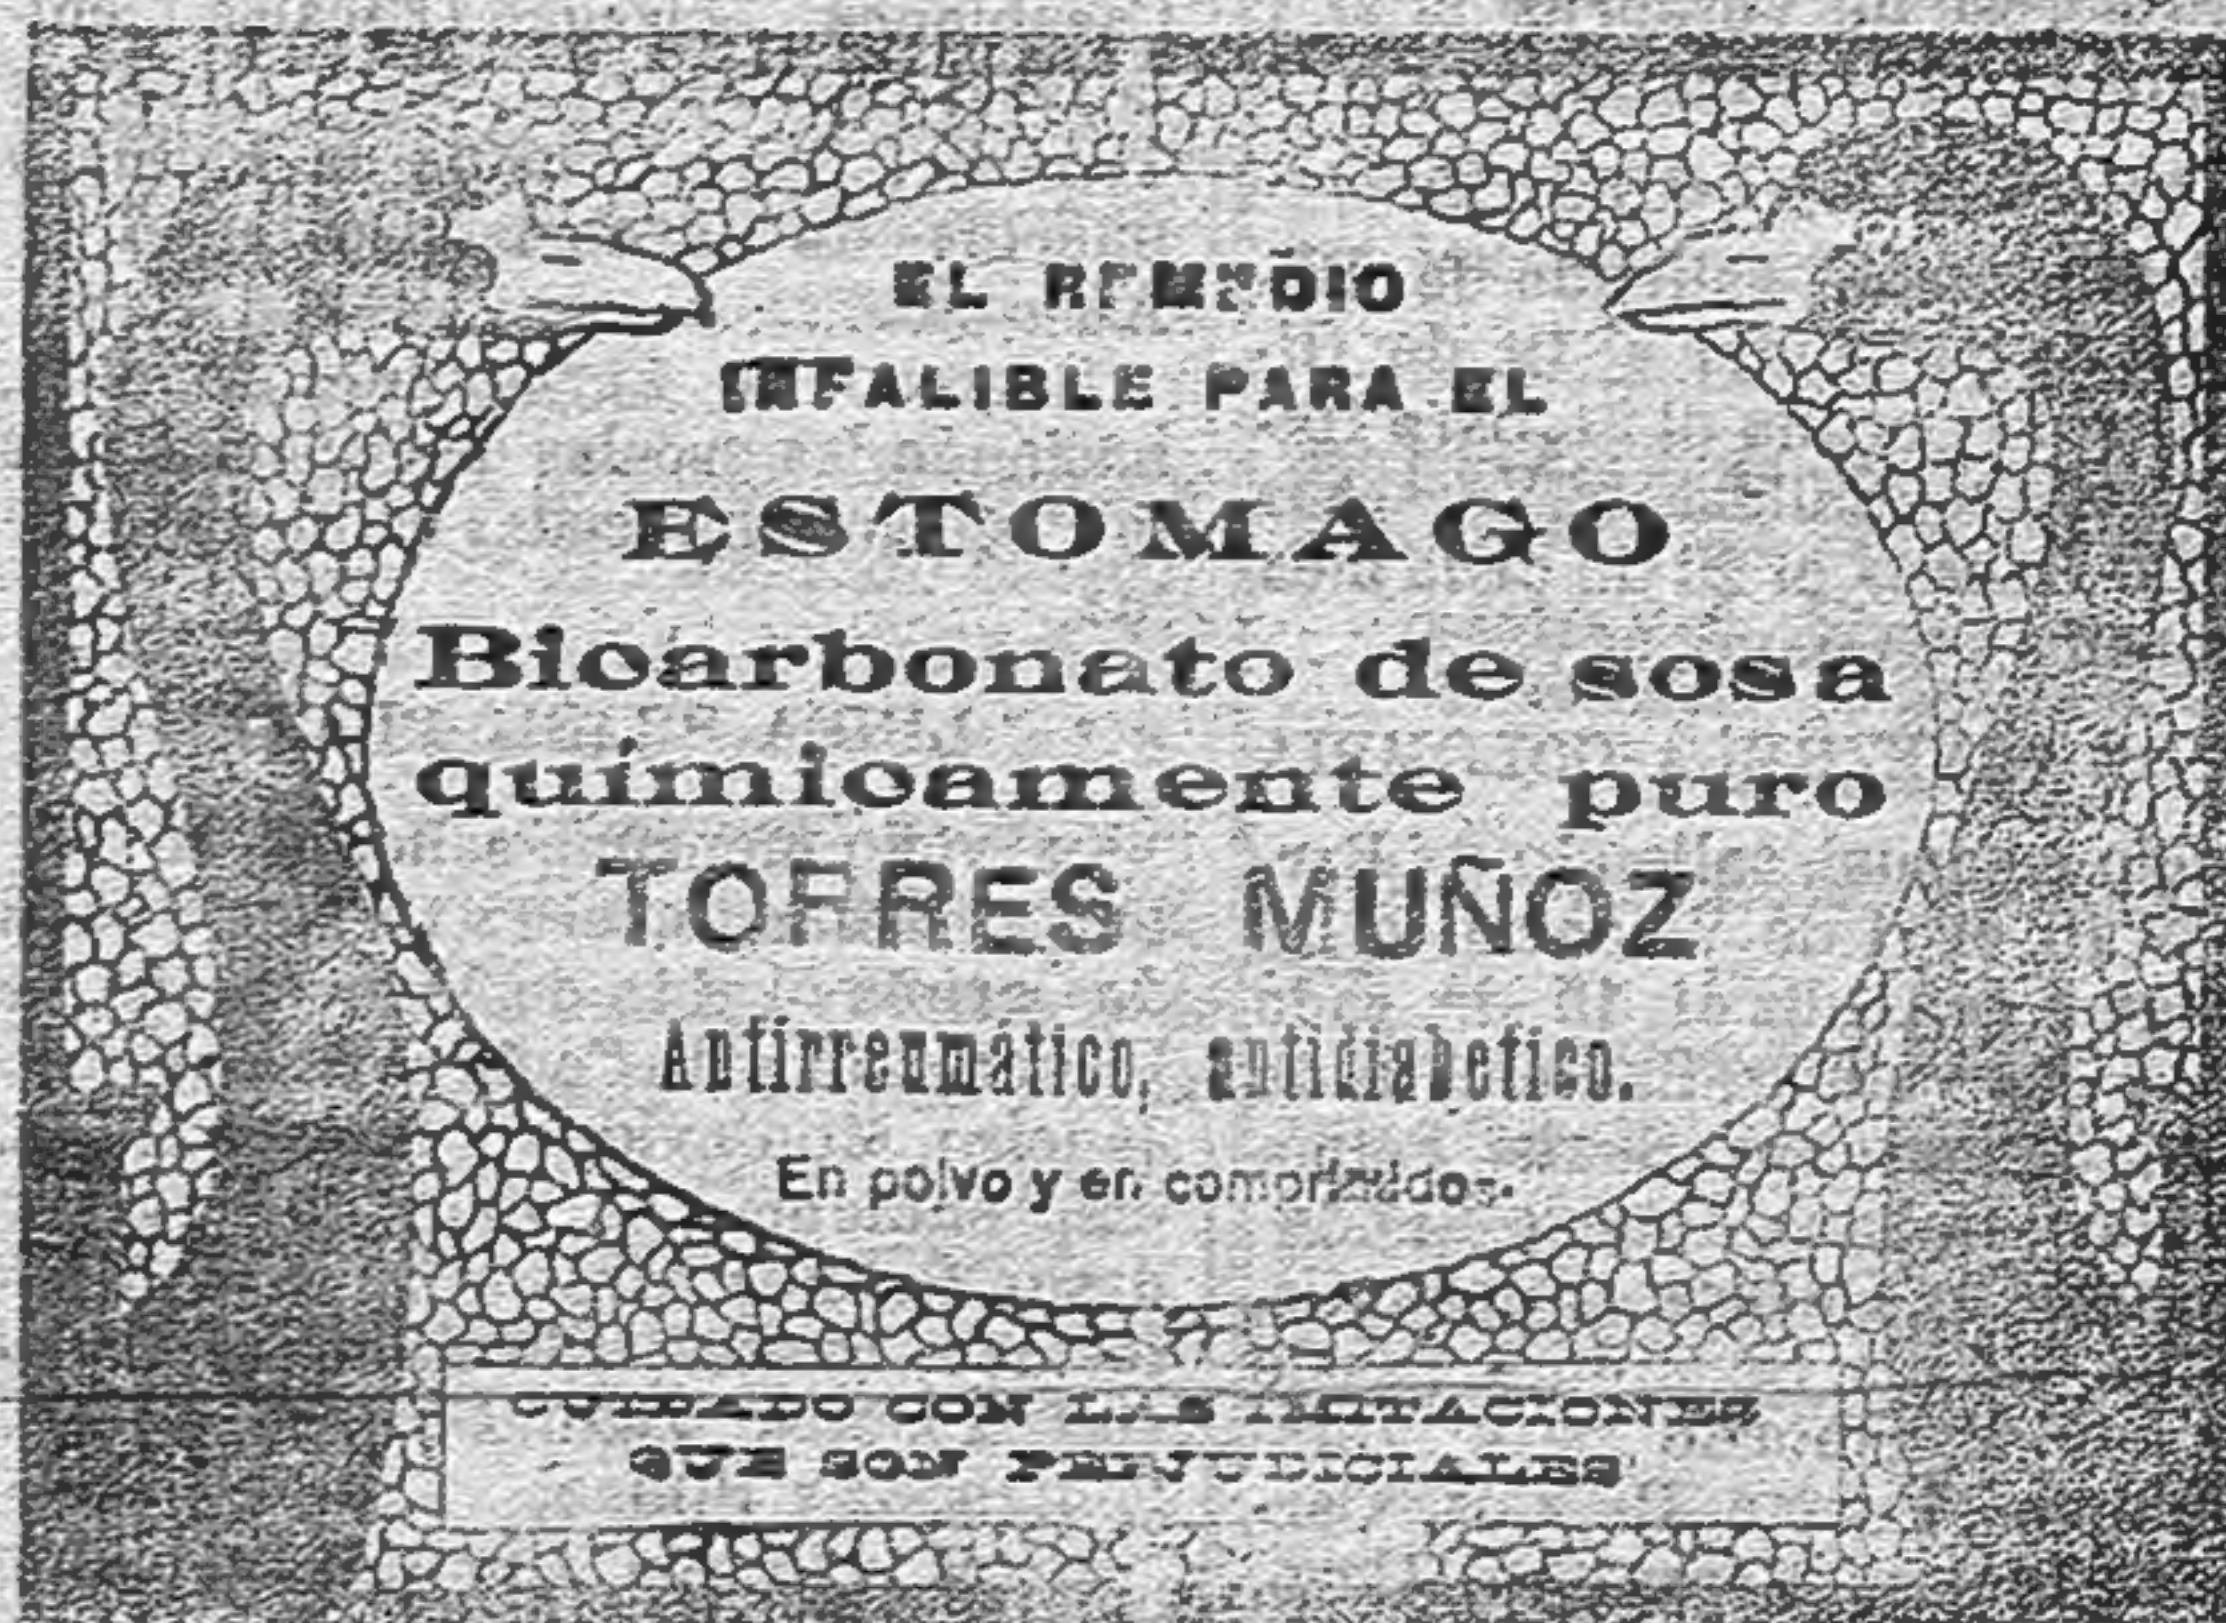 EL REMEDIO
INFALIBLE PARA EL
ESTOMAGO
Bicarbonato de sosa
químicamente puro
TORRES MUÑOZ
Antirreumático, antidiabetico.
En polvo y en comprimidos.
CUIDADO CON LAS IMITACIONES
QUE SON PERJUDICIALES